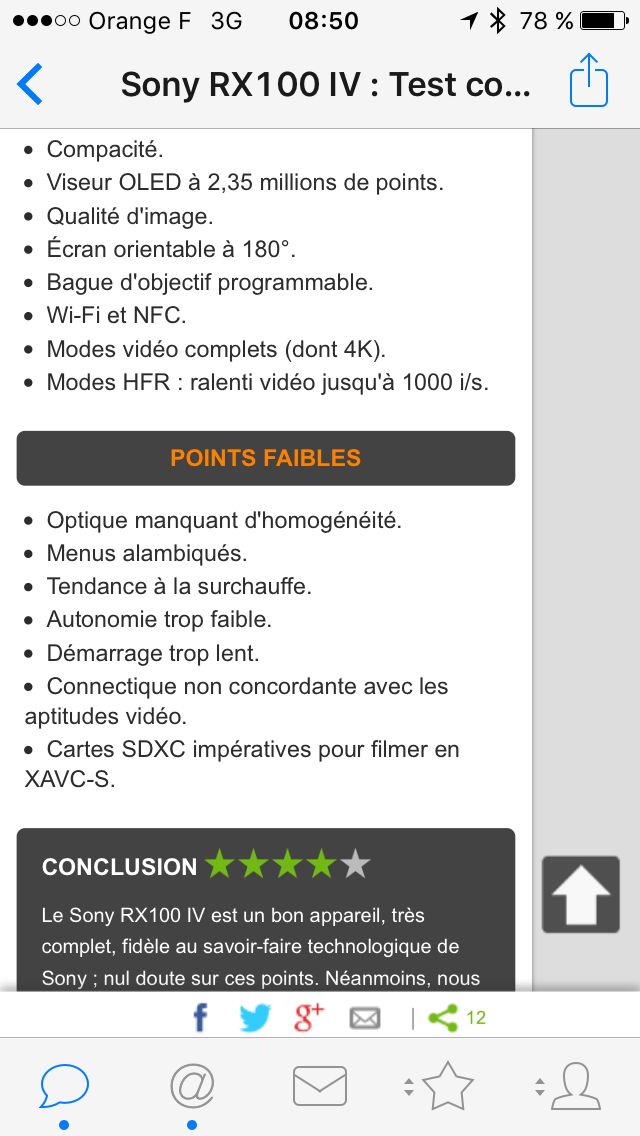 Orange F 3G 08:50 78 %
Sony RX100 IV : Test co...
• Compacité.
• Viseur OLED à 2,35 millions de points.
• Qualité d'image.
• Écran orientable à 180°.
• Bague d'objectif programmable.
• Wi-Fi et NFC.
• Modes vidéo complets (dont 4K).
• Modes HFR : ralenti vidéo jusqu'à 1000 i/s.
POINTS FAIBLES
• Optique manquant d'homogénéité.
• Menus alambiqués.
• Tendance à la surchauffe.
• Autonomie trop faible.
• Démarrage trop lent.
• Connectique non concordante avec les
aptitudes vidéo.
• Cartes SDXC impératives pour filmer en
XAVC-S.
CONCLUSION
Le Sony RX100 IV est un bon appareil, très
complet, fidèle au savoir-faire technologique de
Sony ; nul doute sur ces points. Néanmoins, nous
f g+ | 12
@